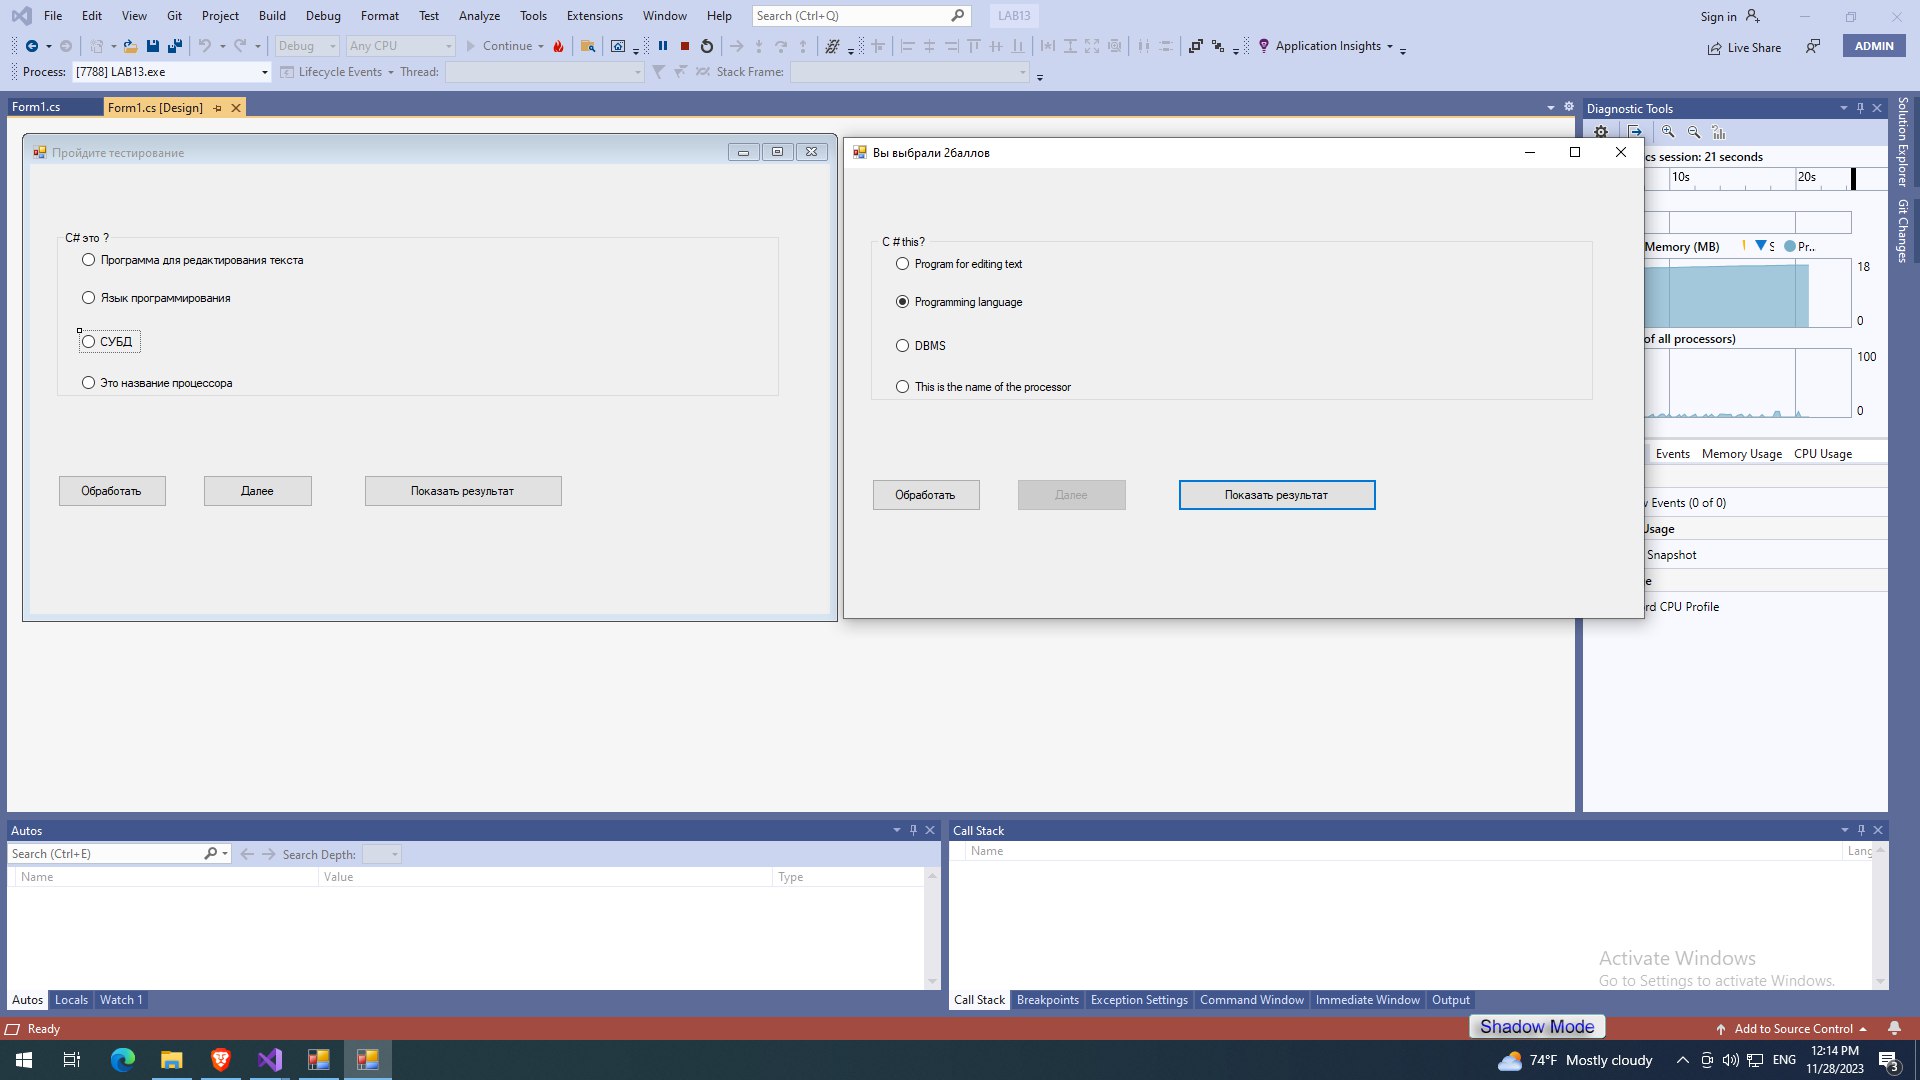 File Edit View Git Project Build Debug Format Test Analyze Tools Extensions Window Help Search (Ctrl+Q) LAB13 Sign in
Debug Any CPU Continue Application Insights Live Share ADMIN
Process: [7788] LAB13.exe Lifecycle Events Thread: Stack Frame:
Form1.cs Form1.cs [Design] Diagnostic Tools
Solution Explorer
Git Changes
Пройдите тестирование
C# это ?
Программа для редактирования текста
Язык программирования
СУБД
Это название процессора
Обработать Далее Показать результат
Вы выбрали 2баллов
C #this?
Program for editing text
Programming language
DBMS
This is the name of the processor
Обработать Далее Показать результат
cs session: 21 seconds
10s 20s
Memory (MB) S Pr...
18
0
of all processors)
100
0
Events Memory Usage CPU Usage
Events (0 of 0)
Usage
Snapshot
e
rd CPU Profile
Autos
Search (Ctrl+E) Search Depth:
Name Value Type
Autos Locals Watch 1
Call Stack
Name Lang
Activate Windows
Go to Settings to activate Windows.
Call Stack Breakpoints Exception Settings Command Window Immediate Window Output
Ready Shadow Mode Add to Source Control
74°F Mostly cloudy ENG 12:14 PM
11/28/2023 3